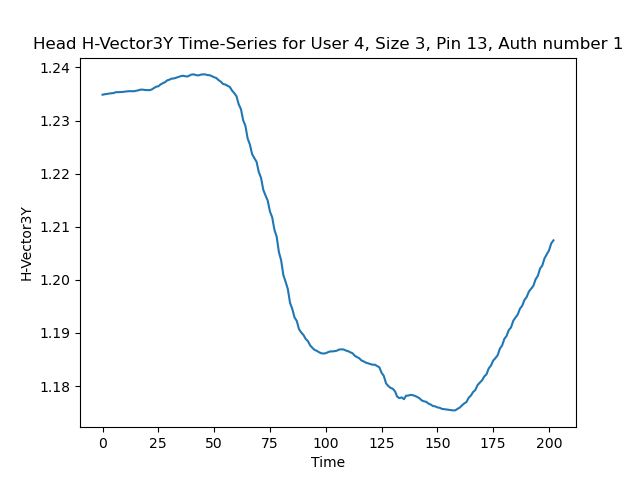 Head H-Vector3Y Time-Series for User 4, Size 3, Pin 13, Auth number 1
1.24
1.23
1.22
1.21
1.20
1.19
1.18
H-Vector3Y
0 25 50 75 100 125 150 175 200
Time